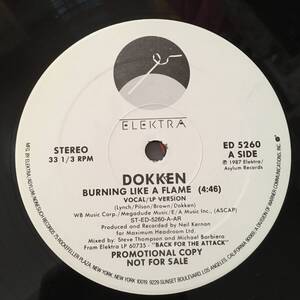 ELEKTRA
STEREO
33 1/3 RPM
ED 5260
A SIDE
℗ 1987 Elektra/
Asylum Records
DOKKEN
BURNING LIKE A FLAME (4:46)
VOCAL/LP VERSION
(Lynch/Pilson/Brown/Dokken)
WB Music Corp./Megadude Music/E/A Music Inc. (ASCAP)
ST-ED-5260-A-AR
Produced and Recorded by Neil Kernon
for Maximum Headroom Ltd.
Mixed by: Steve Thompson and Michael Barbiero
From Elektra LP 60735 - "BACK FOR THE ATTACK"
PROMOTIONAL COPY
NOT FOR SALE